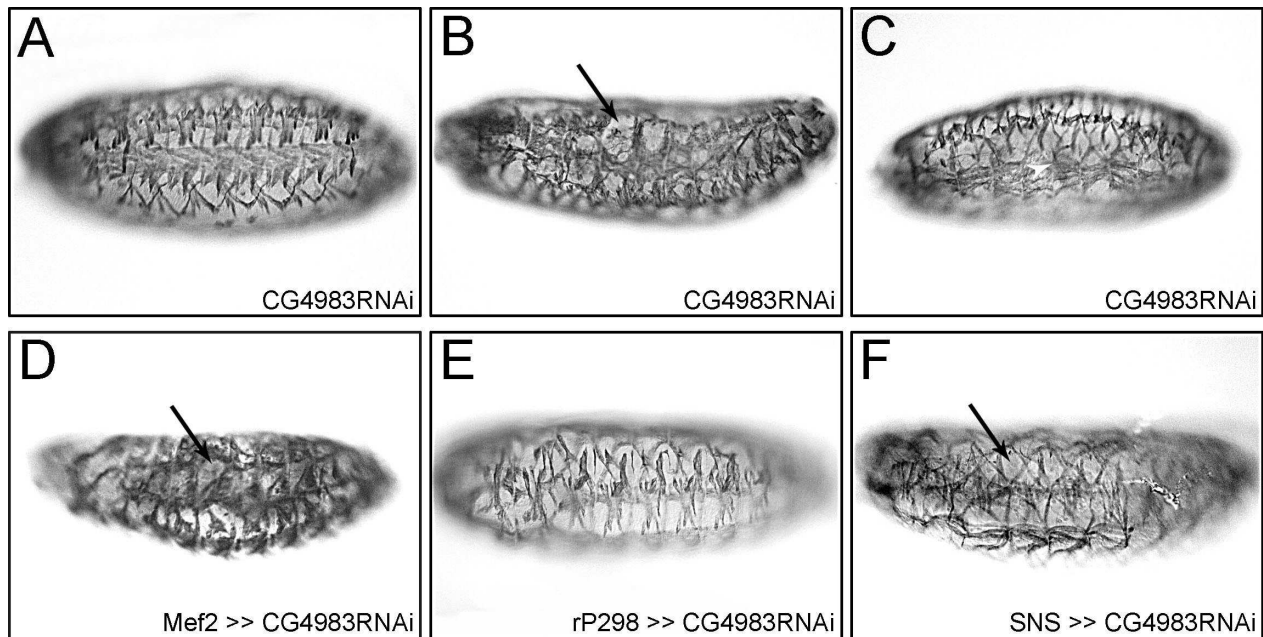 A
CG4983RNAi
B
CG4983RNAi
C
CG4983RNAi
D
Mef2 >> CG4983RNAi
E
rP298 >> CG4983RNAi
F
SNS >> CG4983RNAi